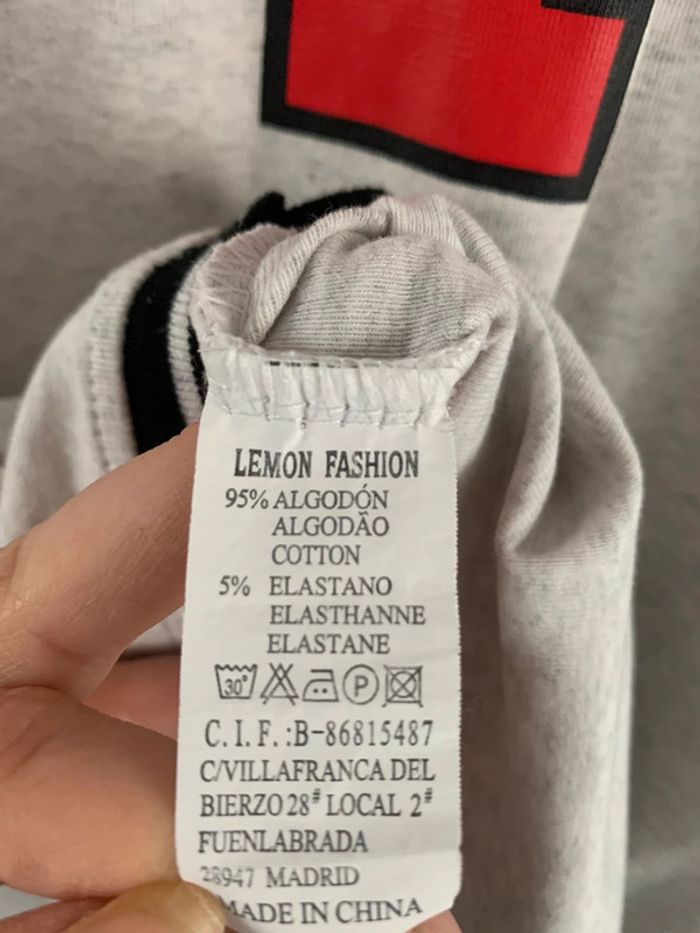 LEMON FASHION
95% ALGODÓN
ALGODÃO
COTTON
5% ELASTANO
ELASTHANNE
ELASTANE
30° P
C.I.F.:B-86815487
C/VILLAFRANCA DEL
BIERZO 28# LOCAL 2#
FUENLABRADA
28947 MADRID
MADE IN CHINA